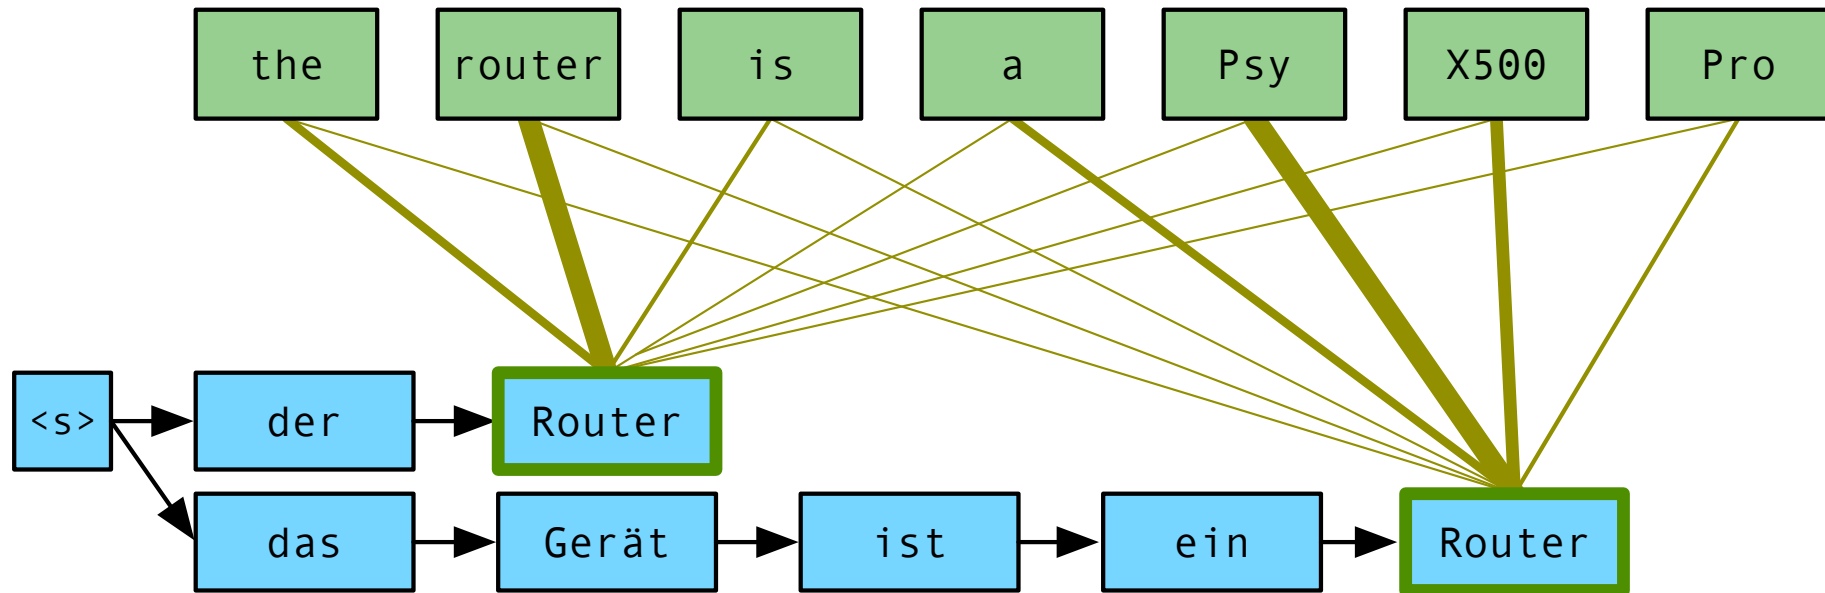 the router is a Psy X500 Pro
<s> der Router
das Gerät ist ein Router